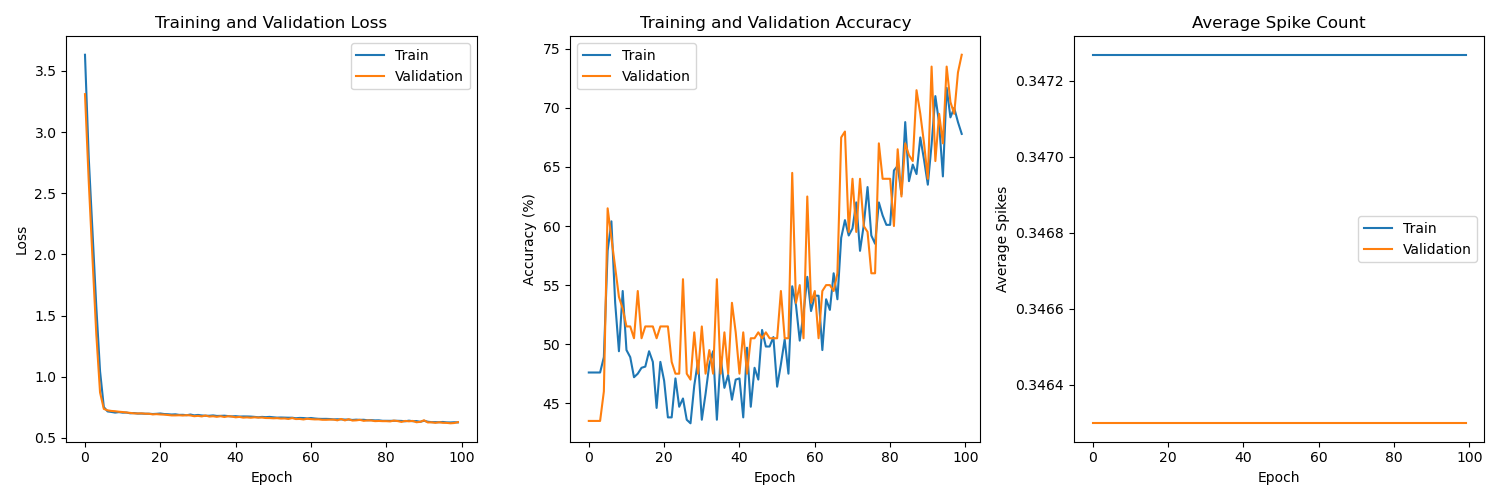 Training and Validation Loss
Train
Validation
3.5
3.0
2.5
2.0
1.5
1.0
0.5
Loss
0 20 40 60 80 100
Epoch
Training and Validation Accuracy
Train
Validation
75
70
65
60
55
50
45
Accuracy (%)
0 20 40 60 80 100
Epoch
Average Spike Count
0.3472
0.3470
0.3468
0.3466
0.3464
Average Spikes
Train
Validation
0 20 40 60 80 100
Epoch